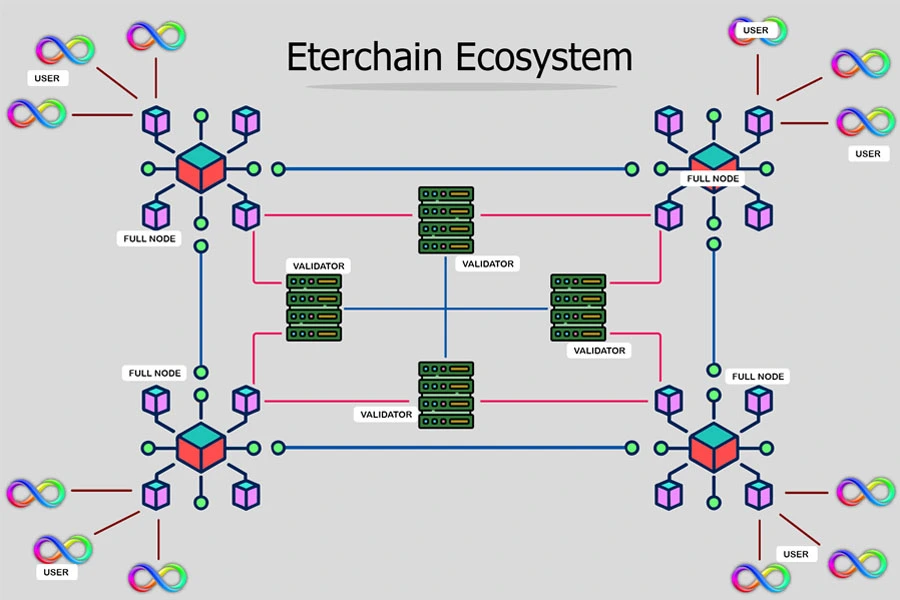 USER
Eterchain Ecosystem
USER
USER
FULL NODE
FULL NODE
VALIDATOR
VALIDATOR
VALIDATOR
FULL NODE
FULL NODE
VALIDATOR
USER
USER